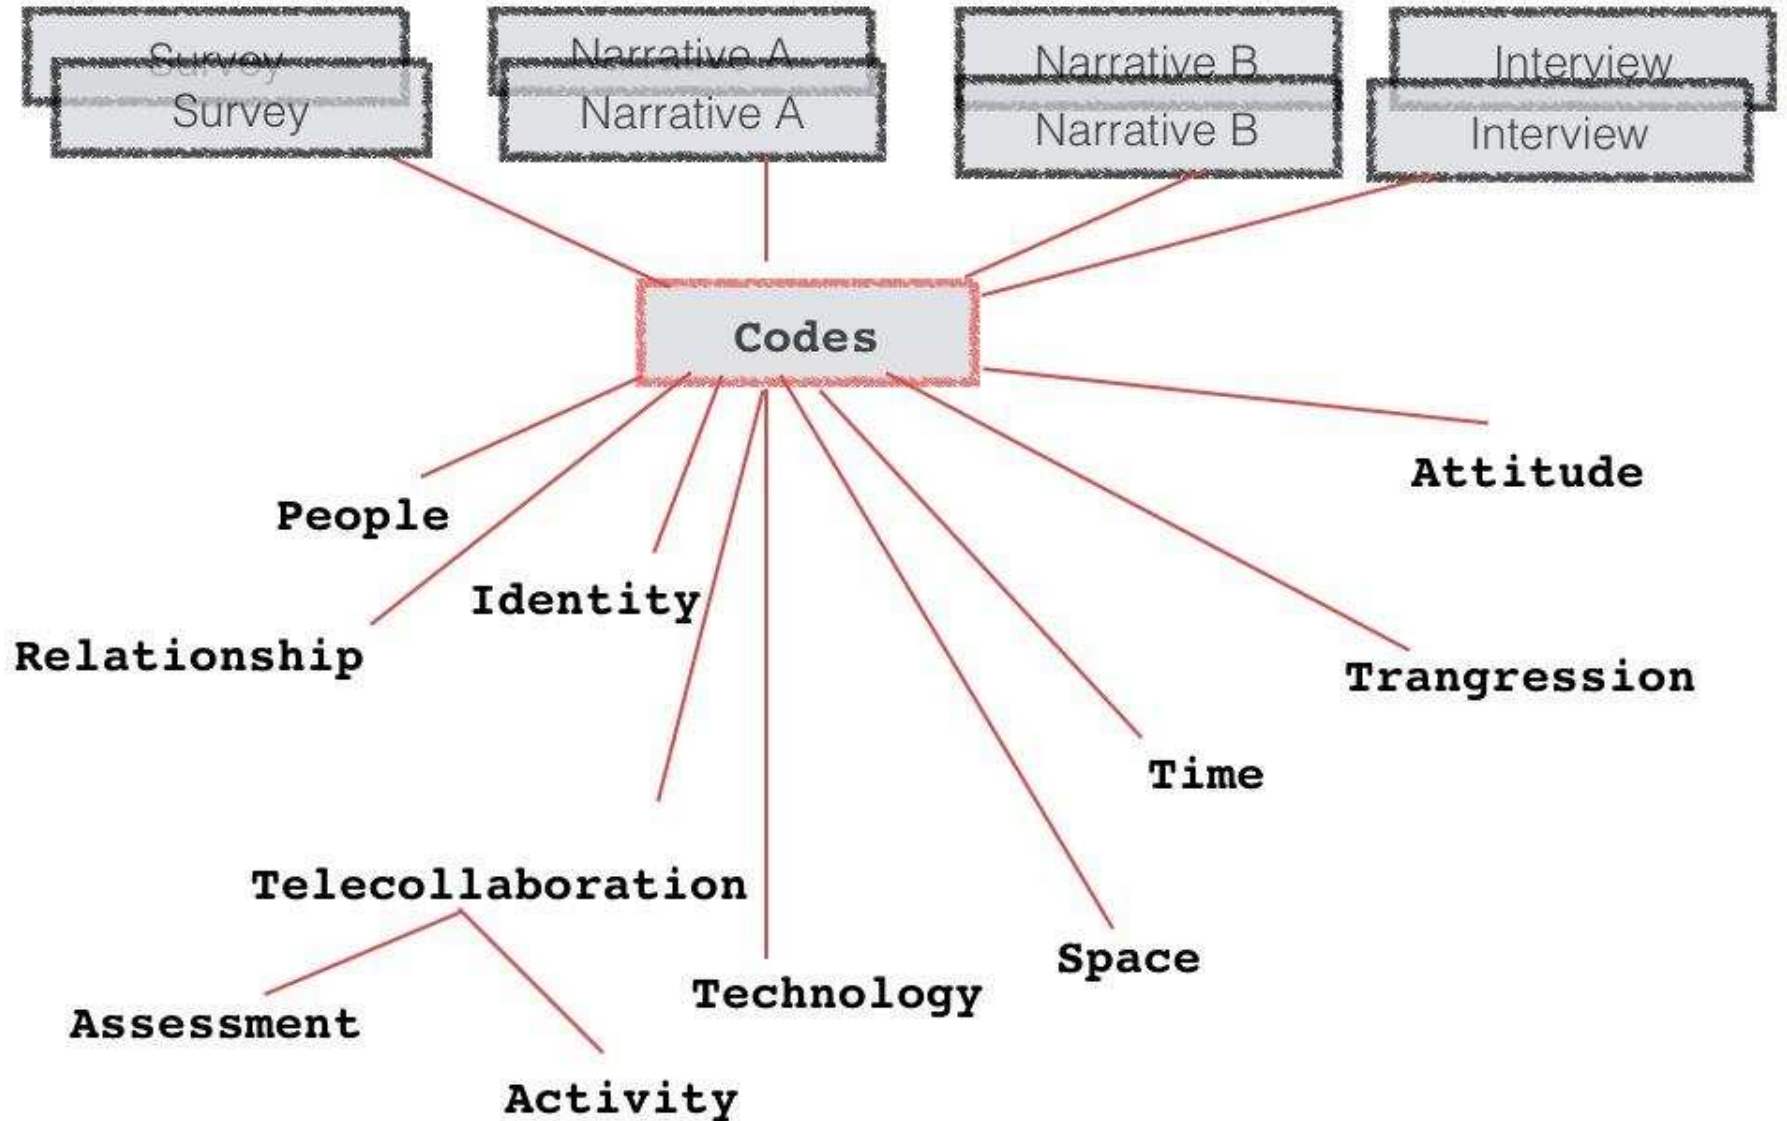 Survey
Narrative A
Narrative B
Interview
Survey
Narrative A
Narrative B
Interview
Codes
Attitude
People
Identity
Relationship
Trangression
Time
Telecollaboration
Space
Technology
Assessment
Activity